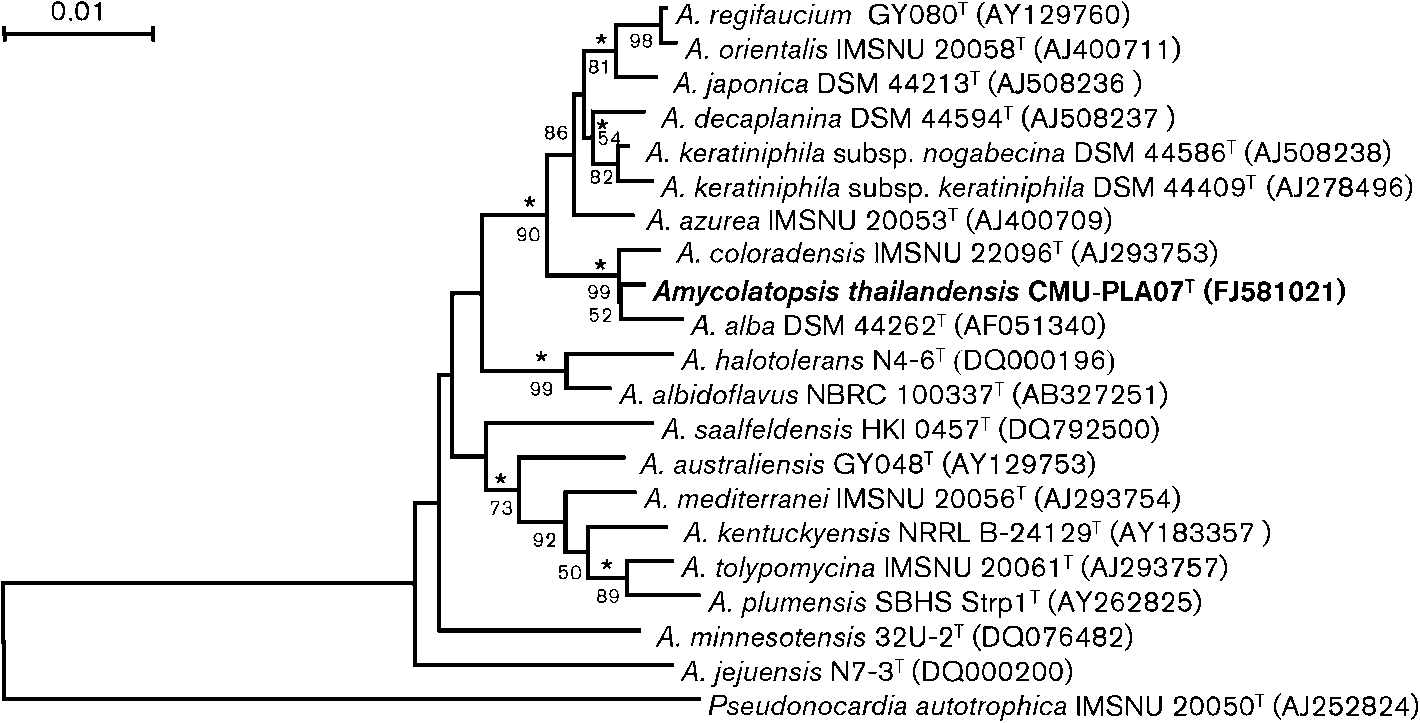 0.01
A. regifaucium GY080ᵀ (AY129760)
*
98
A. orientalis IMSNU 20058ᵀ (AJ400711)
81
A. japonica DSM 44213ᵀ (AJ508236 )
A. decaplanina DSM 44594ᵀ (AJ508237 )
*
86
54
A. keratiniphila subsp. nogabecina DSM 44586ᵀ (AJ508238)
82
A. keratiniphila subsp. keratiniphila DSM 44409ᵀ (AJ278496)
*
A. azurea IMSNU 20053ᵀ (AJ400709)
90
A. coloradensis IMSNU 22096ᵀ (AJ293753)
*
99
Amycolatopsis thailandensis CMU-PLA07ᵀ (FJ581021)
52
A. alba DSM 44262ᵀ (AF051340)
*
A. halotolerans N4-6ᵀ (DQ000196)
99
A. albidoflavus NBRC 100337ᵀ (AB327251)
A. saalfeldensis HKI 0457ᵀ (DQ792500)
A. australiensis GY048ᵀ (AY129753)
*
73
A. mediterranei IMSNU 20056ᵀ (AJ293754)
92
A. kentuckyensis NRRL B-24129ᵀ (AY183357 )
*
50
A. tolypomycina IMSNU 20061ᵀ (AJ293757)
89
A. plumensis SBHS Strp1ᵀ (AY262825)
A. minnesotensis 32U-2ᵀ (DQ076482)
A. jejuensis N7-3ᵀ (DQ000200)
Pseudonocardia autotrophica IMSNU 20050ᵀ (AJ252824)